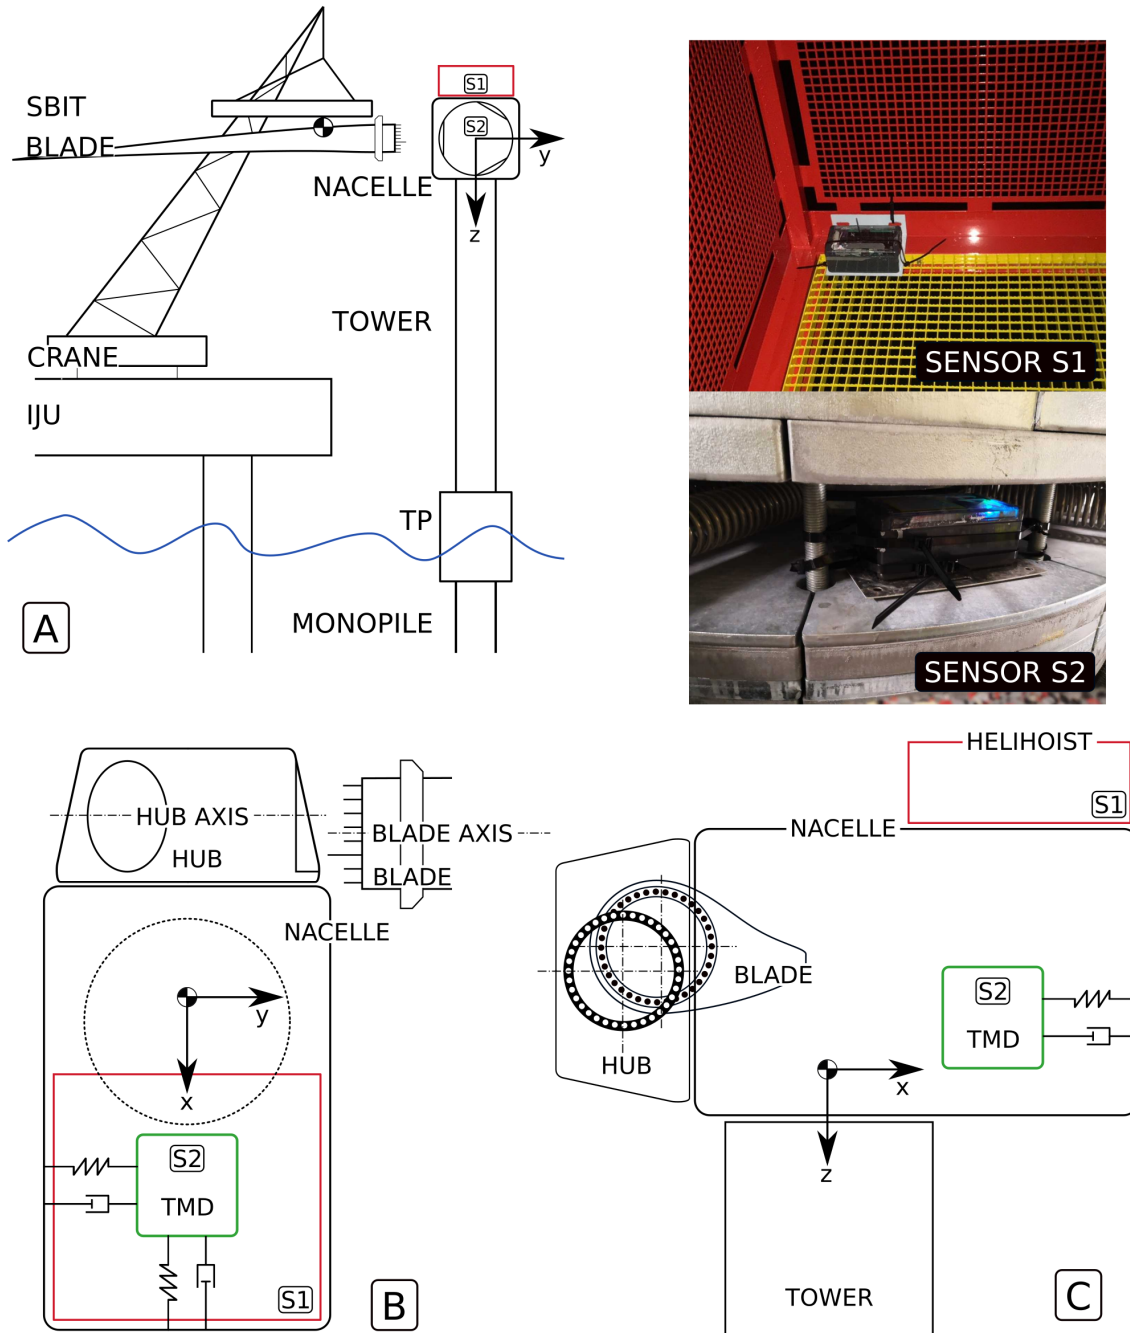 SBIT
BLADE
S1
S2
y
NACELLE
z
TOWER
CRANE
IJU
TP
MONOPILE
A
SENSOR S1
SENSOR S2
HUB AXIS
HUB
BLADE AXIS
BLADE
NACELLE
y
x
S2
TMD
S1
B
HELIHOIST
S1
NACELLE
BLADE
S2
TMD
HUB
x
z
TOWER
C